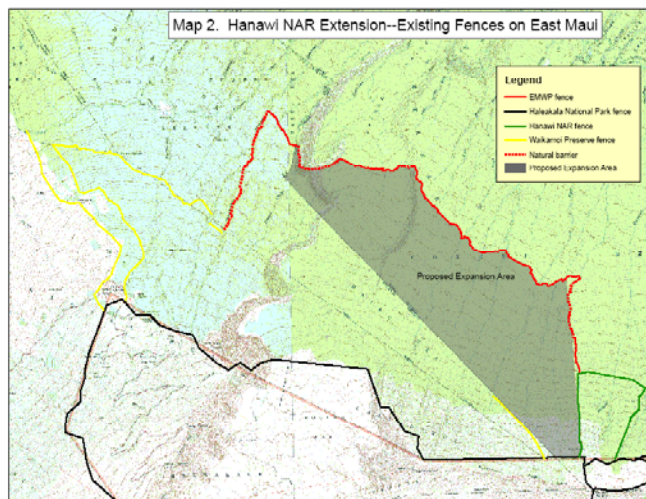 Map 2. Hanawi NAR Extension--Existing Fences on East Maui
Legend
EMWP fence
Haleakala National Park fence
Hanawi NAR fence
Waikamoi Preserve fence
Natural barrier
Proposed Expansion Area
Proposed Expansion Area